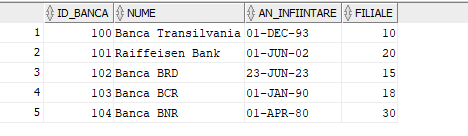 ID_BANCA NUME AN_INFIINTARE FILIALE
1 100 Banca Transilvania 01-DEC-93 10
2 101 Raiffeisen Bank 01-JUN-02 20
3 102 Banca BRD 23-JUN-23 15
4 103 Banca BCR 01-JAN-90 18
5 104 Banca BNR 01-APR-80 30